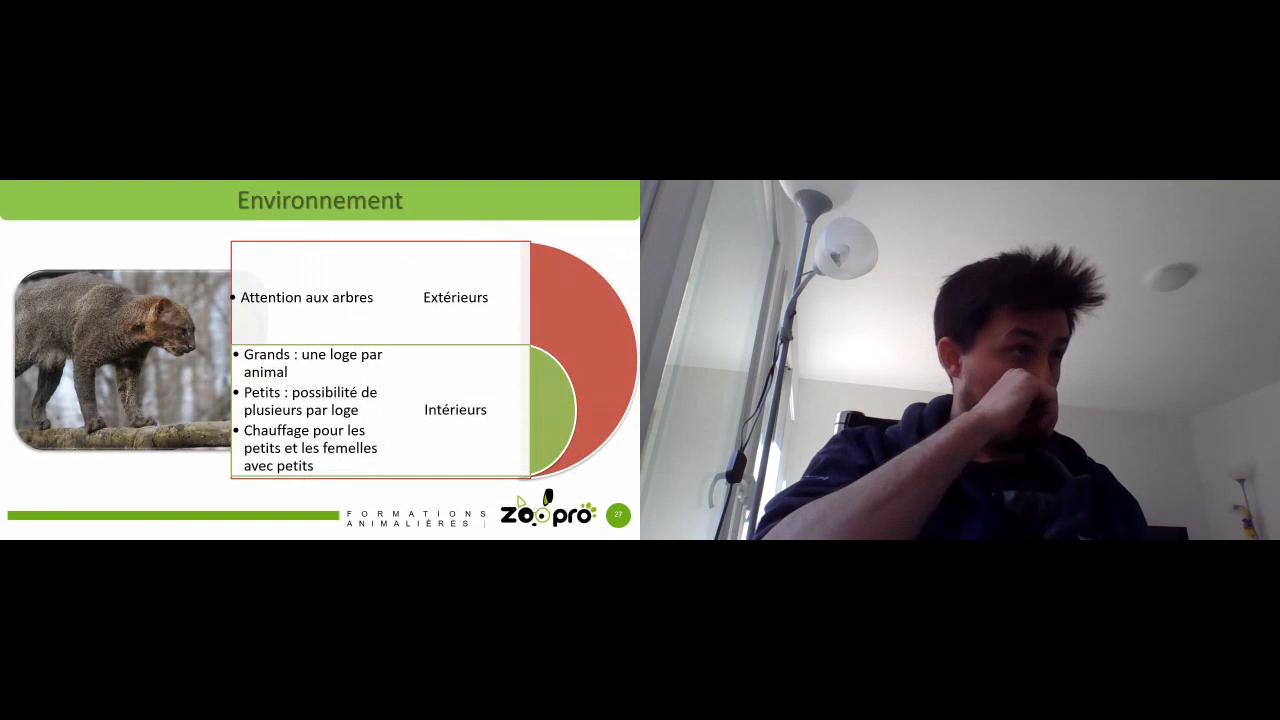 Environnement
• Attention aux arbres
Extérieurs
• Grands : une loge par
animal
• Petits : possibilité de
plusieurs par loge
• Chauffage pour les
petits et les femelles
avec petits
Intérieurs
FORMATIONS
ANIMALIÈRES |
zoopro
27